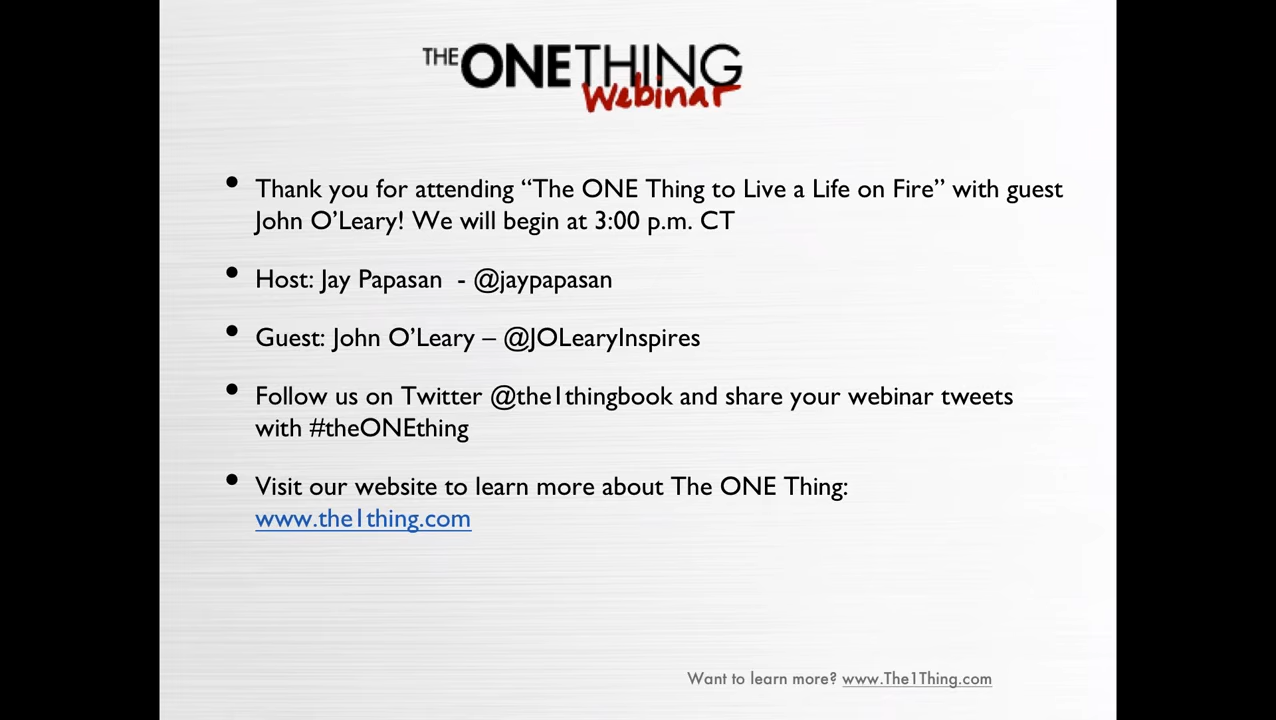 THE ONETHING
Webinar
• Thank you for attending “The ONE Thing to Live a Life on Fire” with guest
John O’Leary! We will begin at 3:00 p.m. CT
• Host: Jay Papasan - @jaypapasan
• Guest: John O’Leary – @JOLearyInspires
• Follow us on Twitter @the1thingbook and share your webinar tweets
with #theONEthing
• Visit our website to learn more about The ONE Thing:
www.the1thing.com
Want to learn more? www.The1Thing.com